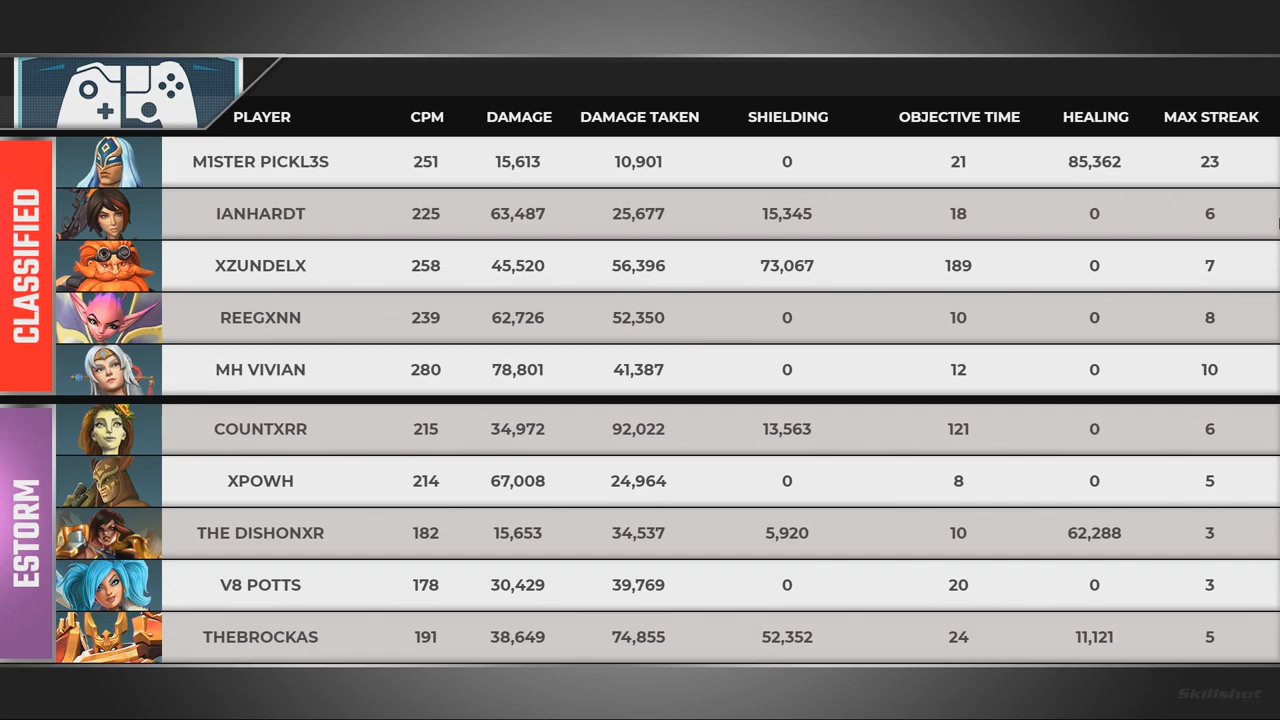 PLAYER CPM DAMAGE DAMAGE TAKEN SHIELDING OBJECTIVE TIME HEALING MAX STREAK
CLASSIFIED
M1STER PICKL3S 251 15,613 10,901 0 21 85,362 23
IANHARDT 225 63,487 25,677 15,345 18 0 6
XZUNDELX 258 45,520 56,396 73,067 189 0 7
REEGXNN 239 62,726 52,350 0 10 0 8
MH VIVIAN 280 78,801 41,387 0 12 0 10
ESTORM
COUNTXRR 215 34,972 92,022 13,563 121 0 6
XPOWH 214 67,008 24,964 0 8 0 5
THE DISHONXR 182 15,653 34,537 5,920 10 62,288 3
V8 POTTS 178 30,429 39,769 0 20 0 3
THEBROCKAS 191 38,649 74,855 52,352 24 11,121 5
Skillshot